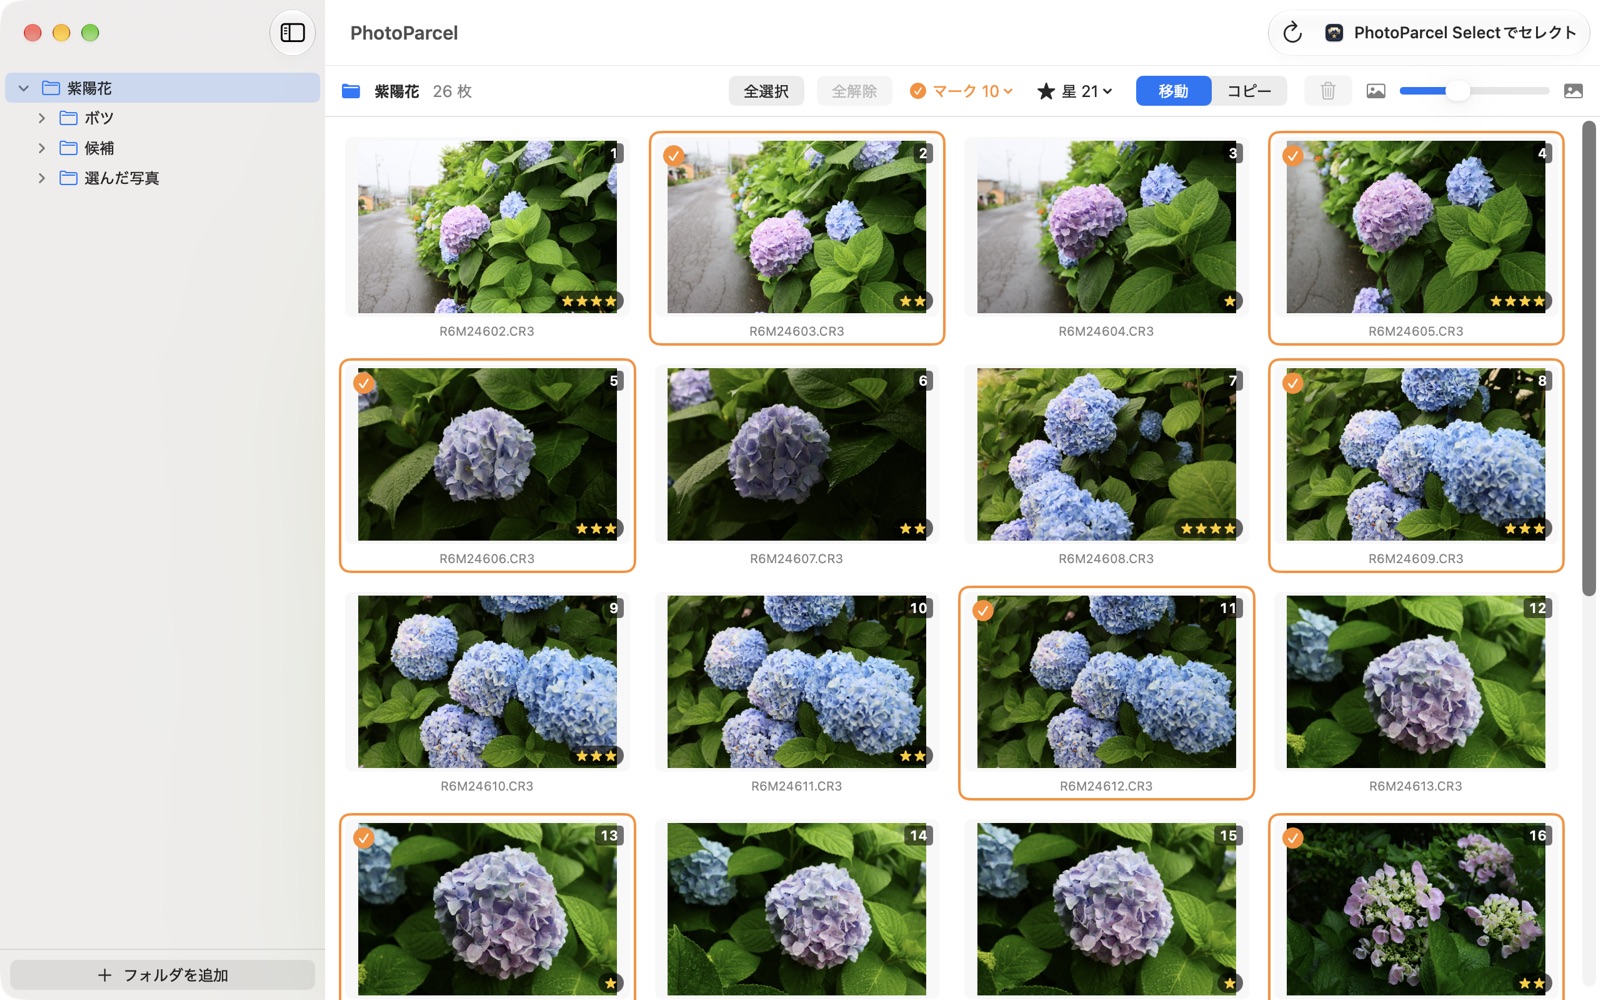 PhotoParcel
PhotoParcel Selectでセレクト
紫陽花
ボツ
候補
選んだ写真
フォルダを追加
紫陽花 26 枚
全選択
全解除
マーク 10
★ 星 21
移動
コピー
1
★★★★
R6M24602.CR3
2
★★
R6M24603.CR3
3
★
R6M24604.CR3
4
★★★★
R6M24605.CR3
5
★★★
R6M24606.CR3
6
★★
R6M24607.CR3
7
★★★★
R6M24608.CR3
8
★★★
R6M24609.CR3
9
★★★
R6M24610.CR3
10
★★
R6M24611.CR3
11
R6M24612.CR3
12
R6M24613.CR3
13
★
14
15
★
16
★★